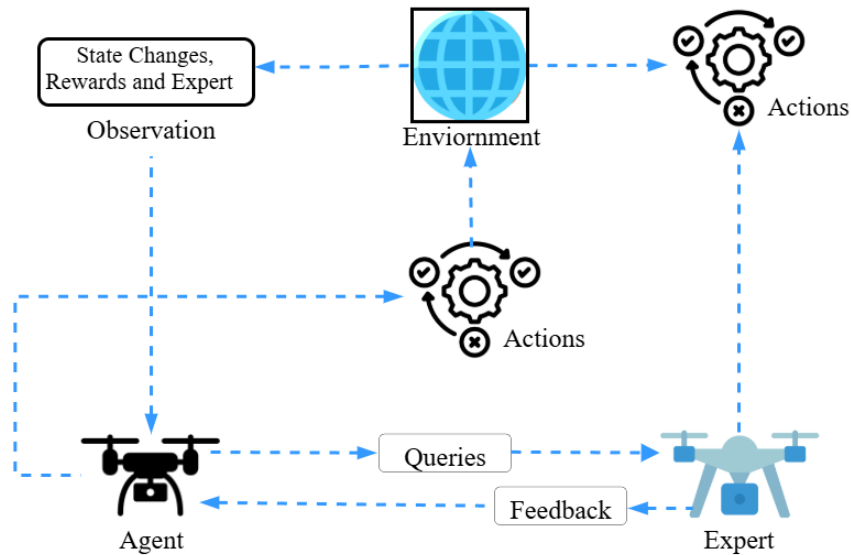 State Changes,
Rewards and Expert
Observation
Enviornment
Actions
Actions
Queries
Feedback
Agent
Expert